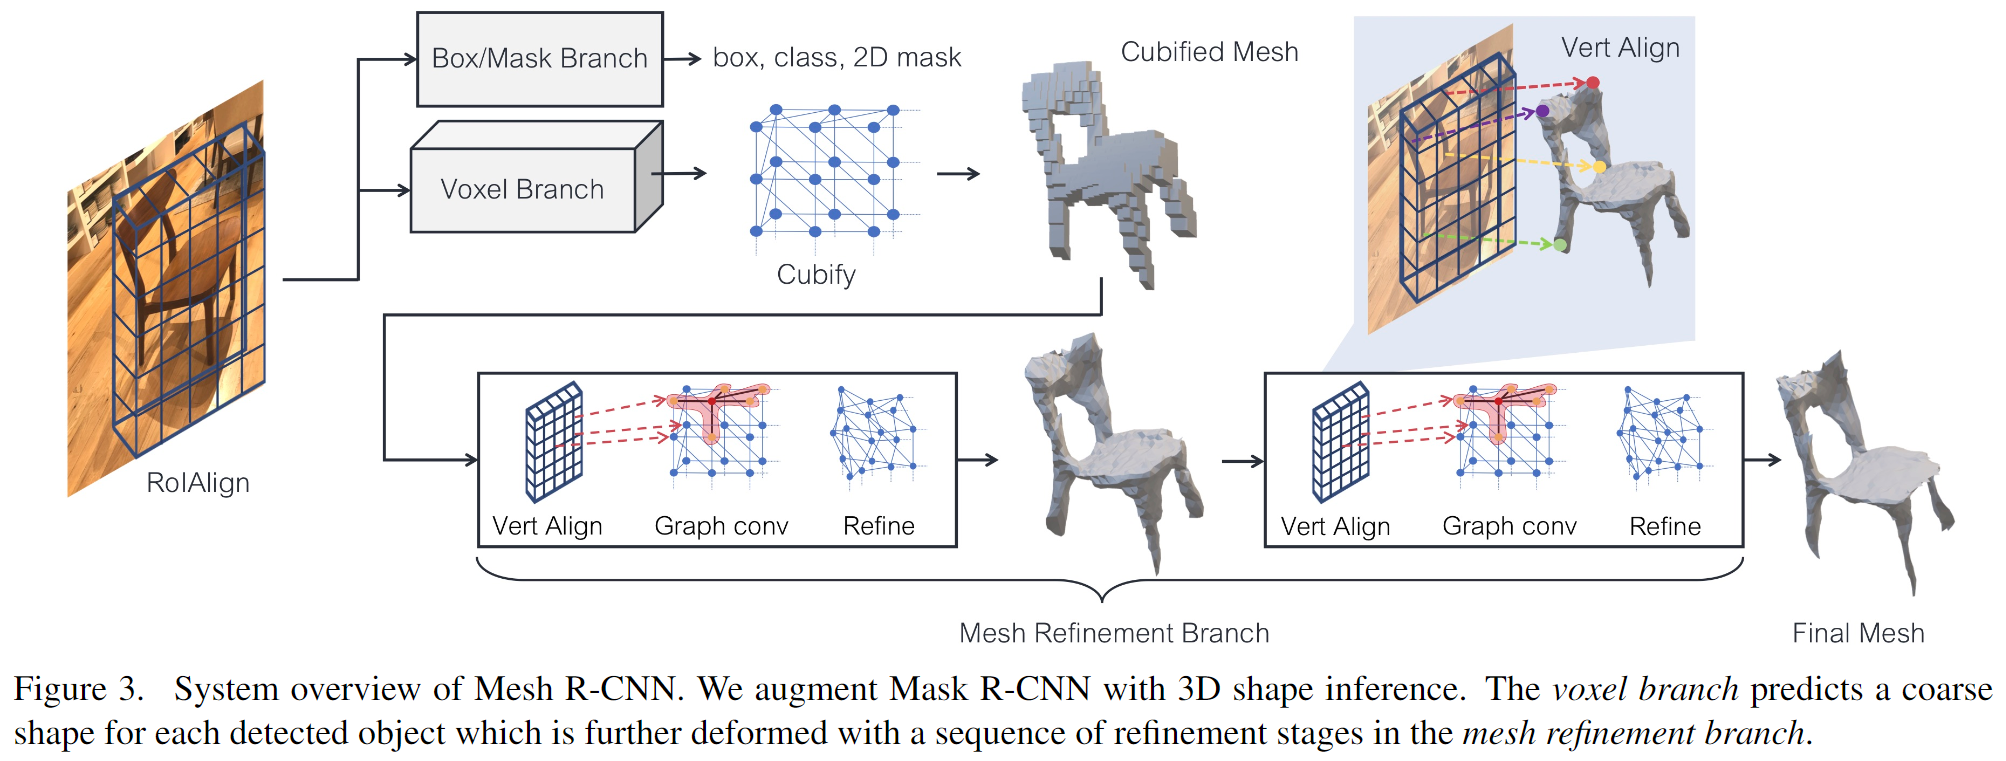 Box/Mask Branch
box, class, 2D mask
Voxel Branch
Cubify
Cubified Mesh
Vert Align
RoIAlign
Vert Align
Graph conv
Refine
Vert Align
Graph conv
Refine
Mesh Refinement Branch
Final Mesh
Figure 3. System overview of Mesh R-CNN. We augment Mask R-CNN with 3D shape inference. The voxel branch predicts a coarse
shape for each detected object which is further deformed with a sequence of refinement stages in the mesh refinement branch.